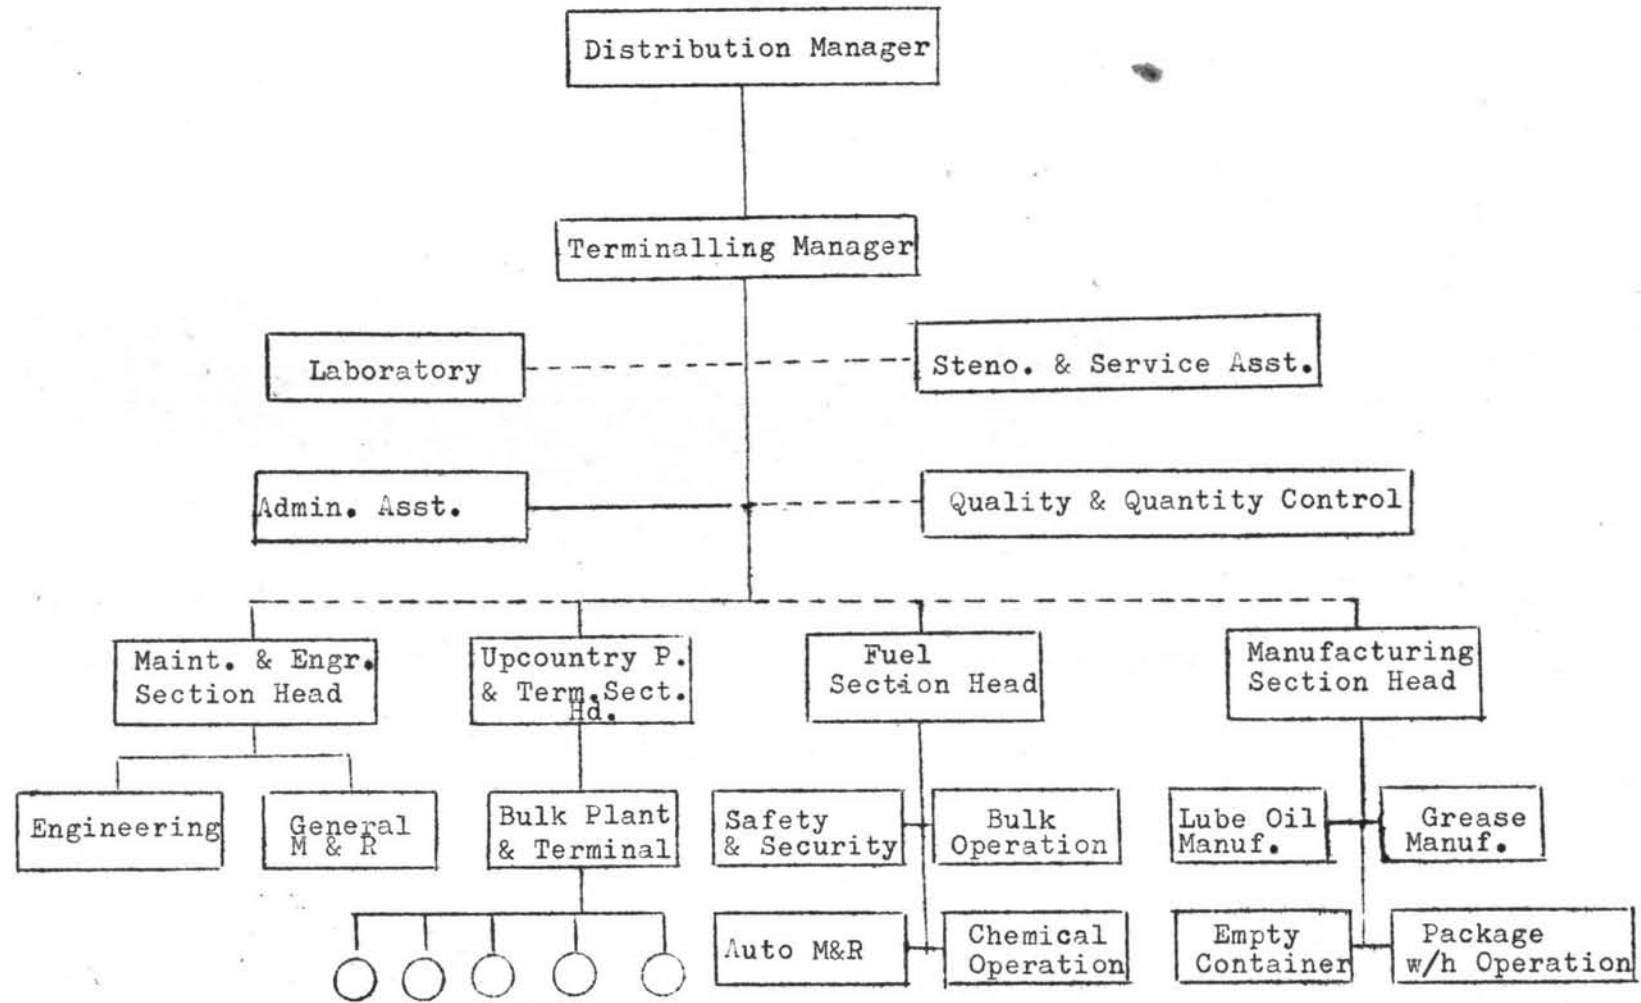 Distribution Manager
Terminalling Manager
Laboratory
Steno. & Service Asst.
Admin. Asst.
Quality & Quantity Control
Maint. & Engr.
Section Head
Upcountry P.
& Term.Sect.
Hd.
Fuel
Section Head
Manufacturing
Section Head
Engineering
General
M & R
Bulk Plant
& Terminal
Safety
& Security
Bulk
Operation
Lube Oil
Manuf.
Grease
Manuf.
Auto M&R
Chemical
Operation
Empty
Container
Package
w/h Operation